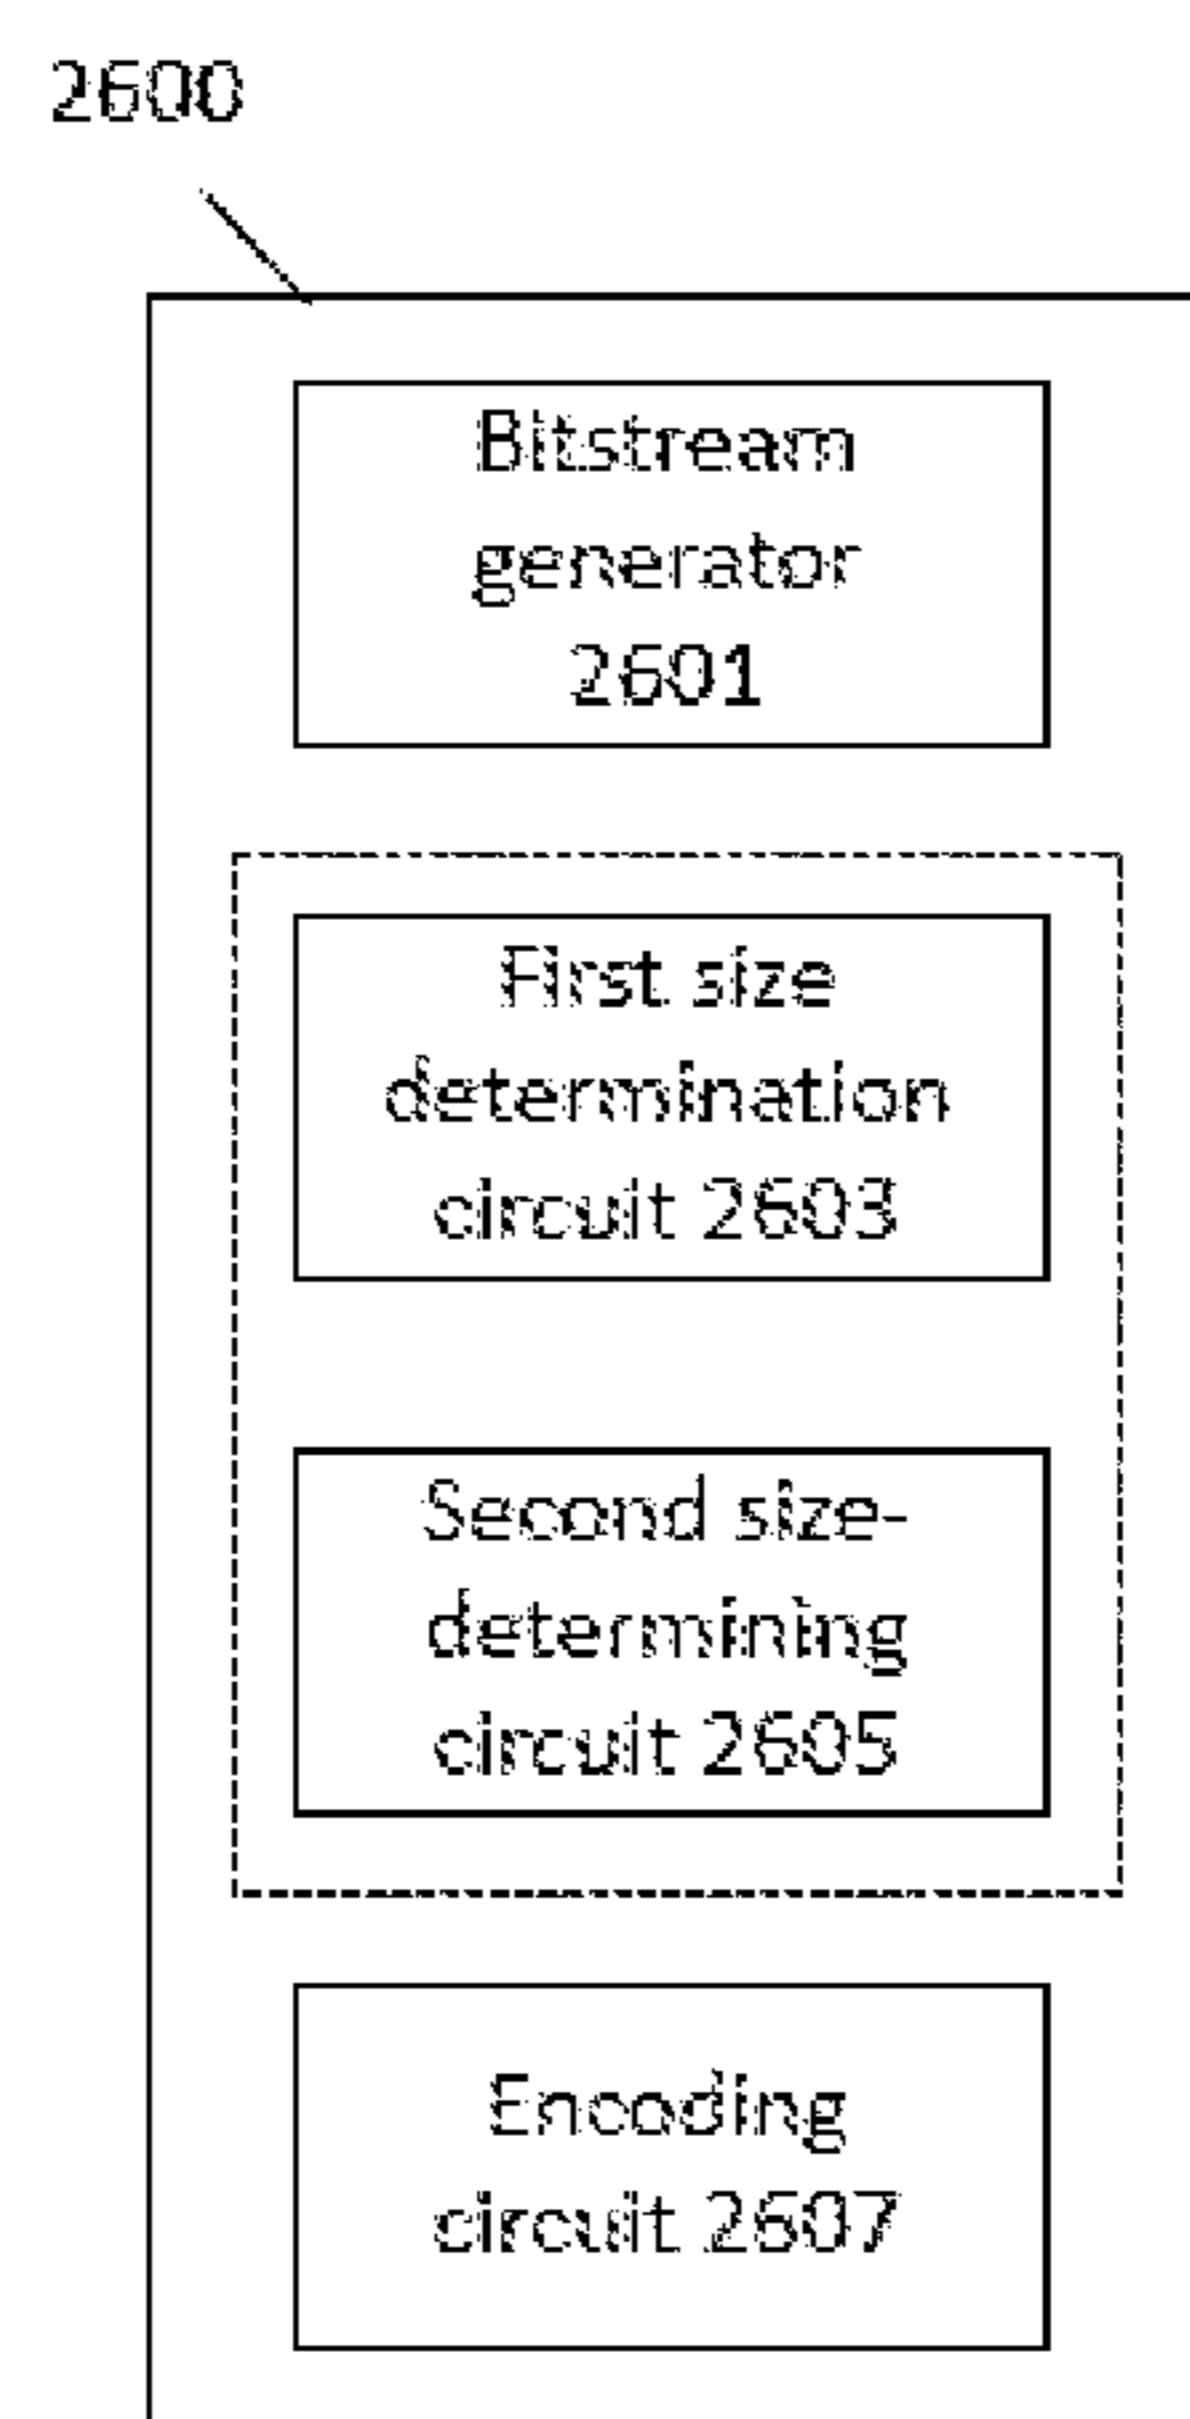 2600
Bitstream
generator
2601
First size
determination
circuit 2603
Second size-
determining
circuit 2605
Encoding
circuit 2607